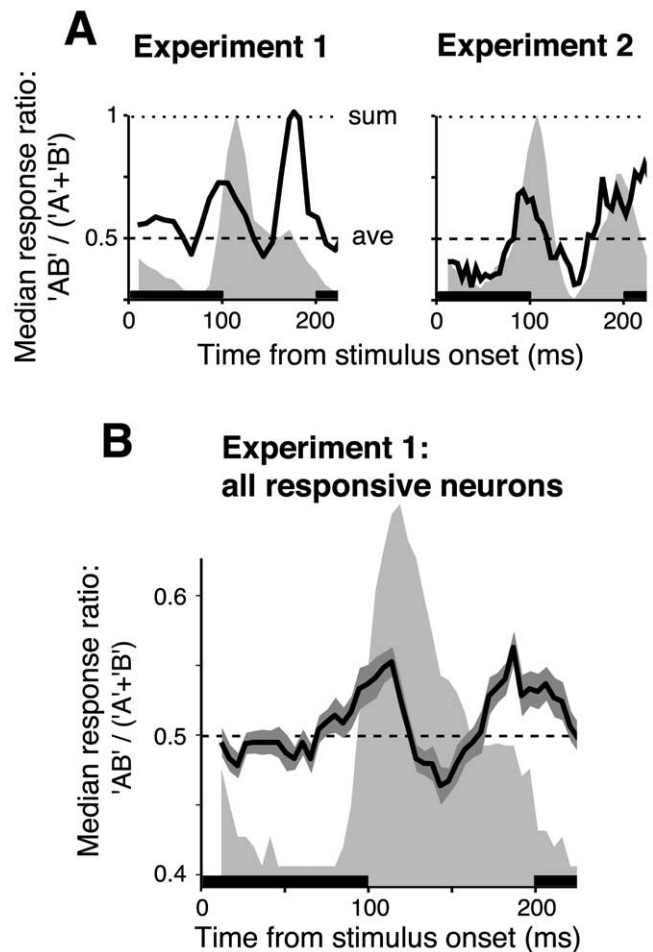 A
Experiment 1
Experiment 2
Median response ratio:
'AB' / ('A'+'B')
1
0.5
sum
ave
0
100
200
0
100
200
Time from stimulus onset (ms)
B
Experiment 1:
all responsive neurons
Median response ratio:
'AB' / ('A'+'B')
0.6
0.5
0.4
0
100
200
Time from stimulus onset (ms)